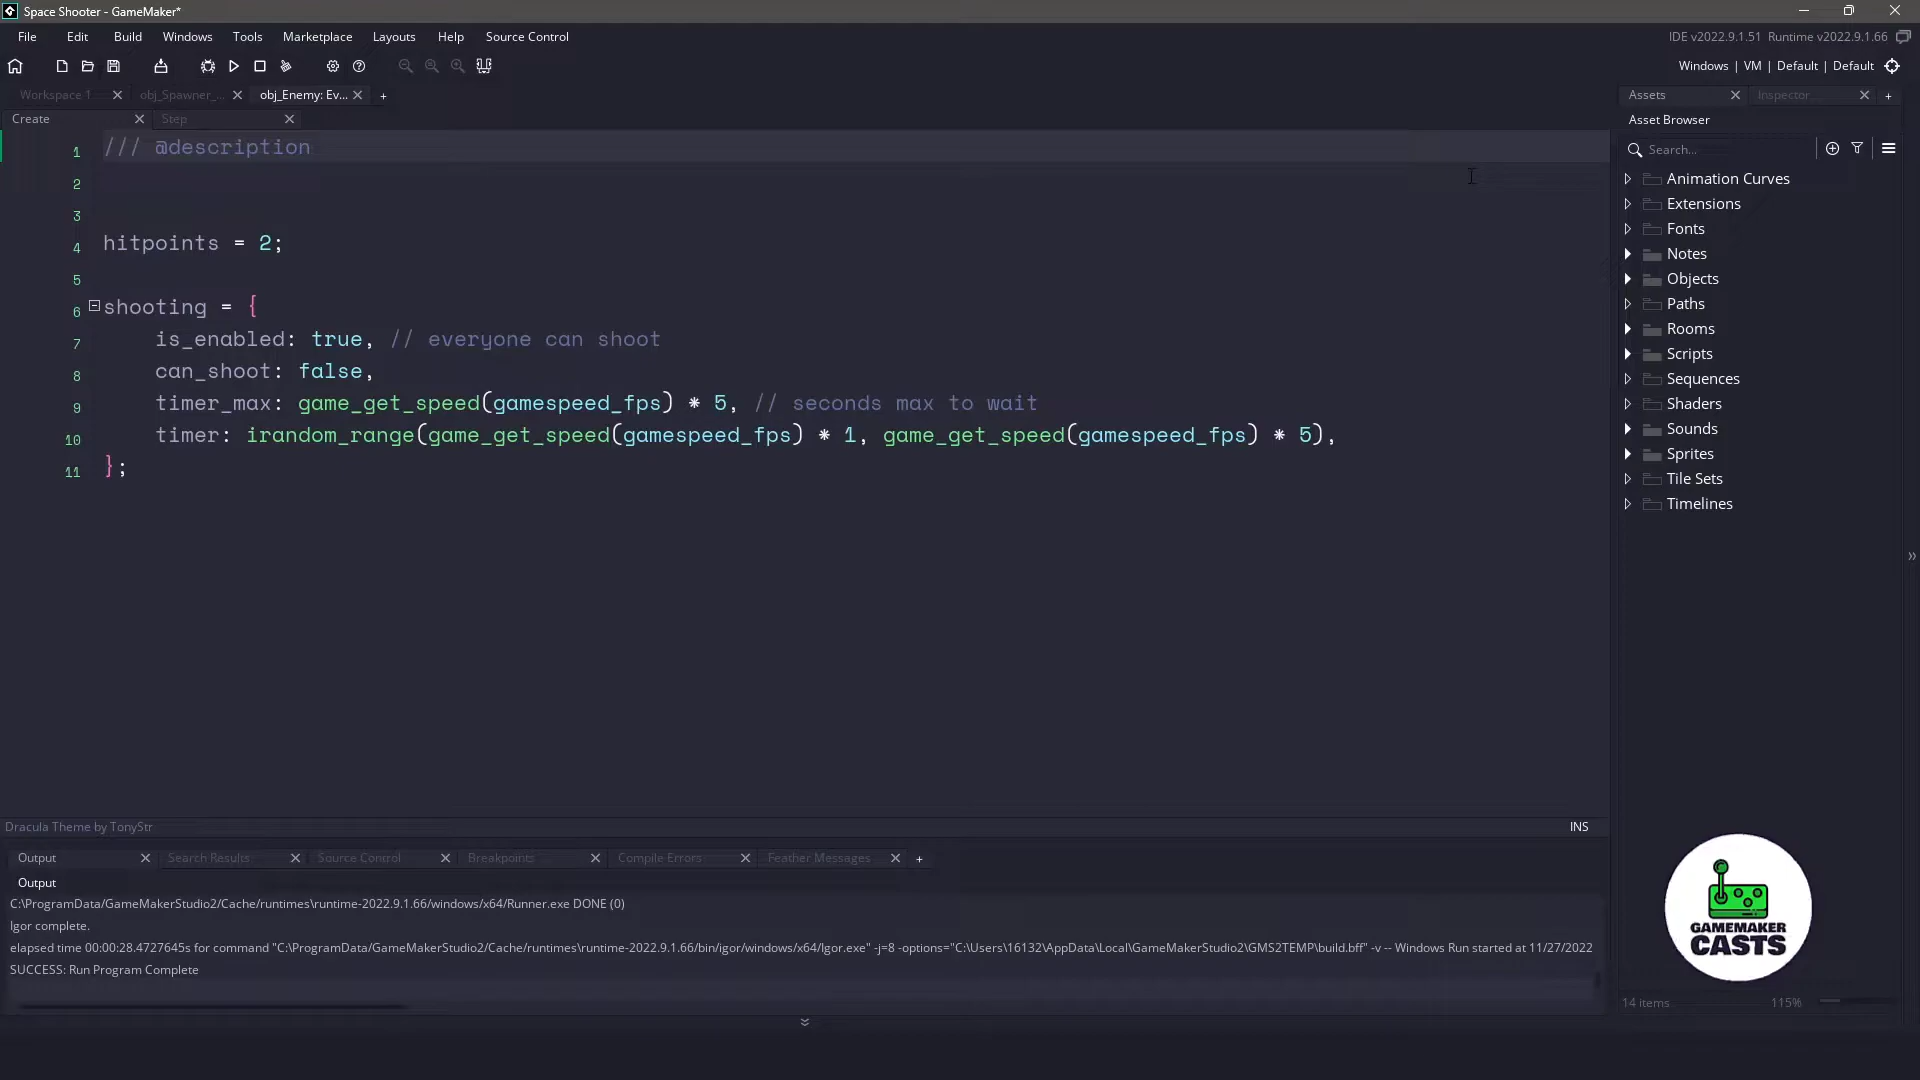 Space Shooter - GameMaker*
File Edit Build Windows Tools Marketplace Layouts Help Source Control
IDE v2022.9.1.51 Runtime v2022.9.1.66
Windows | VM | Default | Default
Workspace 1 obj_Spawner_... obj_Enemy: Ev... +
Create Step
1 /// @description
2
3
4 hitpoints = 2;
5
6 shooting = {
7 is_enabled: true, // everyone can shoot
8 can_shoot: false,
9 timer_max: game_get_speed(gamespeed_fps) * 5, // seconds max to wait
10 timer: irandom_range(game_get_speed(gamespeed_fps) * 1, game_get_speed(gamespeed_fps) * 5),
11 };
Dracula Theme by TonyStr
INS
Assets Inspector +
Asset Browser
Search...
Animation Curves
Extensions
Fonts
Notes
Objects
Paths
Rooms
Scripts
Sequences
Shaders
Sounds
Sprites
Tile Sets
Timelines
GAMEMAKER
CASTS
14 items 115%
Output Search Results Source Control Breakpoints Compile Errors Feather Messages +
Output
C:\ProgramData/GameMakerStudio2/Cache/runtimes\runtime-2022.9.1.66/windows/x64/Runner.exe DONE (0)
Igor complete.
elapsed time 00:00:28.4727645s for command "C:\ProgramData/GameMakerStudio2/Cache/runtimes\runtime-2022.9.1.66/bin/igor/windows/x64/Igor.exe" -j=8 -options="C:\Users\16132\AppData\Local\GameMakerStudio2\GMS2TEMP\build.bff" -v -- Windows Run started at 11/27/2022
SUCCESS: Run Program Complete